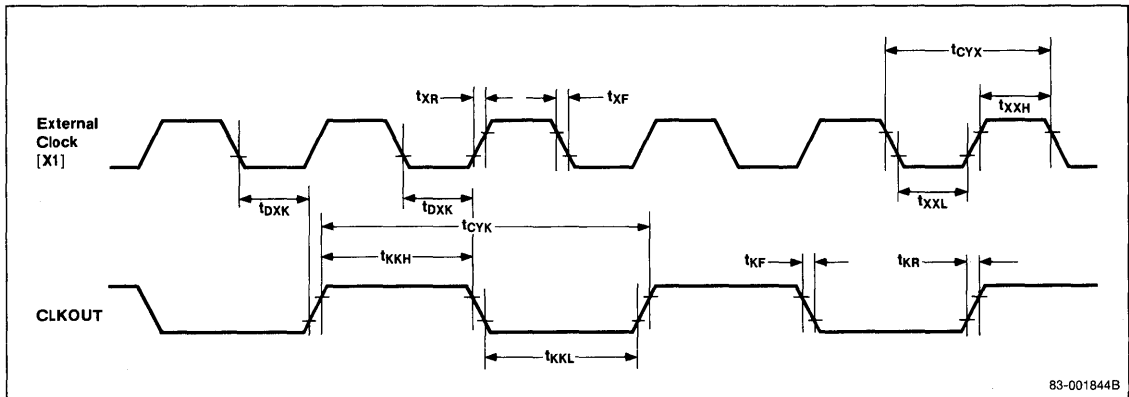 tCYX
tXR
tXF
tXXH
External
Clock
[X1]
tDXK
tDXK
tXXL
tCYK
tKKH
tKF
tKR
CLKOUT
tKKL
83-001844B